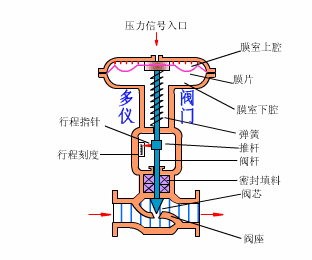 压力信号入口
膜室上腔
膜片
膜室下腔
多仪
阀门
行程指针
弹簧
推杆
行程刻度
阀杆
密封填料
阀芯
阀座